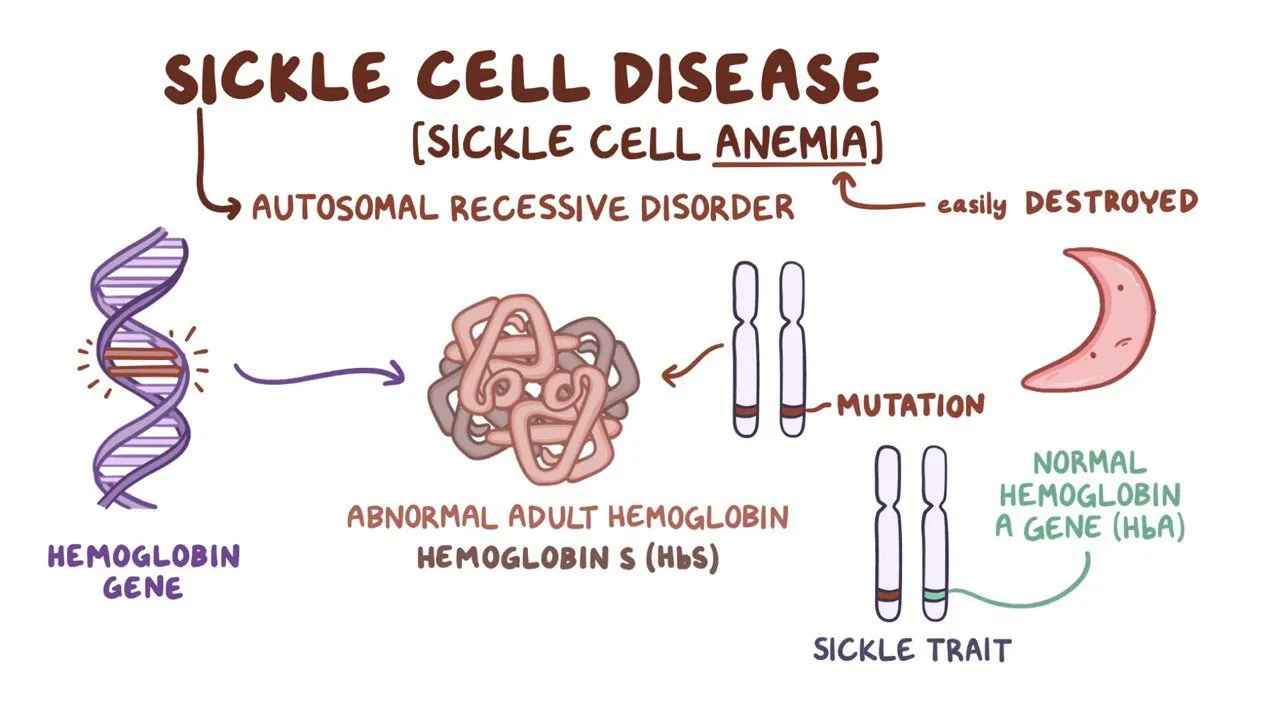 SICKLE CELL DISEASE
[SICKLE CELL ANEMIA]
AUTOSOMAL RECESSIVE DISORDER
easily DESTROYED
MUTATION
NORMAL
HEMOGLOBIN
A GENE (HbA)
ABNORMAL ADULT HEMOGLOBIN
HEMOGLOBIN S (HbS)
HEMOGLOBIN
GENE
SICKLE TRAIT